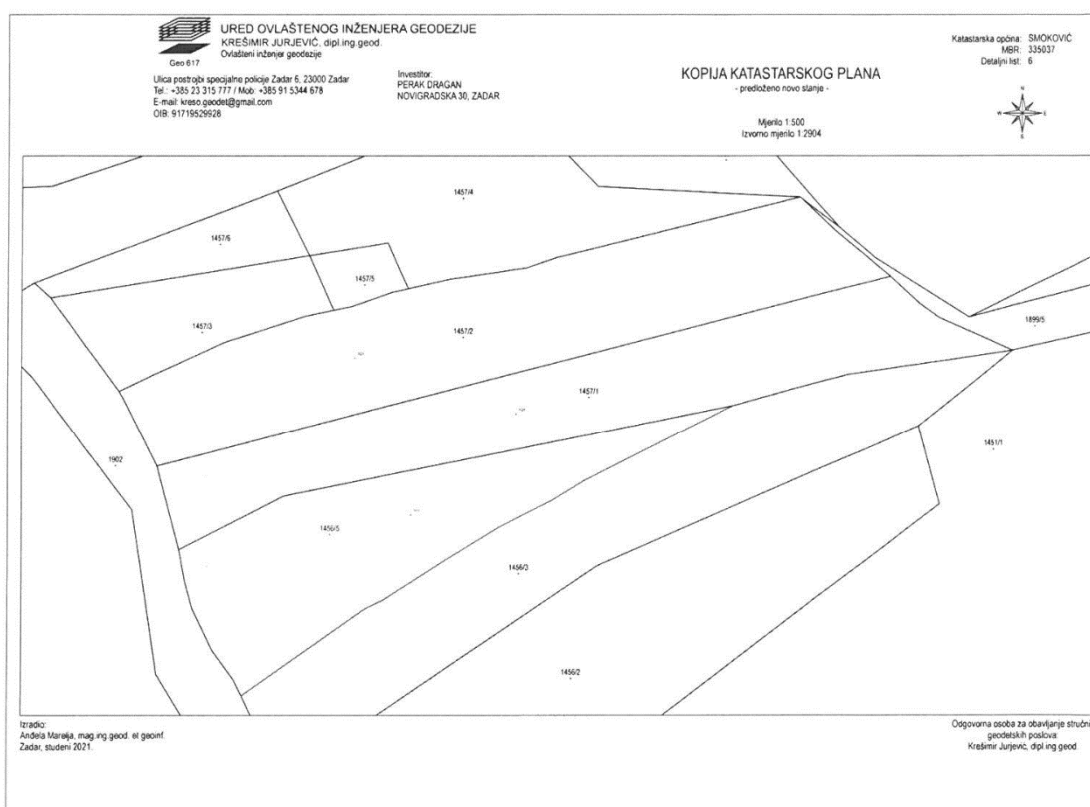 URED OVLAŠTENOG INŽENJERA GEODEZIJE
KREŠIMIR JURJEVIĆ, dipl.ing.geod.
Ovlašteni inženjer geodezije
Geo 617
Ulica postrojbi specijalne policije Zadar 6, 23000 Zadar
Tel.: +385 23 315 777 / Mob: +385 91 5344 678
E-mail: kreso.geodet@gmail.com
OIB: 91719529928
Investitor:
PERAK DRAGAN
NOVIGRADSKA 30, ZADAR
KOPIJA KATASTARSKOG PLANA
- predloženo novo stanje -
Mjerilo 1:500
Izvorno mjerilo 1:2904
Katastarska općina: SMOKOVIĆ
MBR: 335037
Detaljni list: 6
N
W E
S
1457/4
1457/6
1457/5
1457/3
1457/2
1899/5
1457/1
1902
1451/1
1456/5
1456/3
1456/2
Izradio:
Anđela Marelja, mag.ing.geod. et geoinf.
Zadar, studeni 2021.
Odgovorna osoba za obavljanje stručni
geodetskih poslova:
Krešimir Jurjević, dipl.ing.geod.